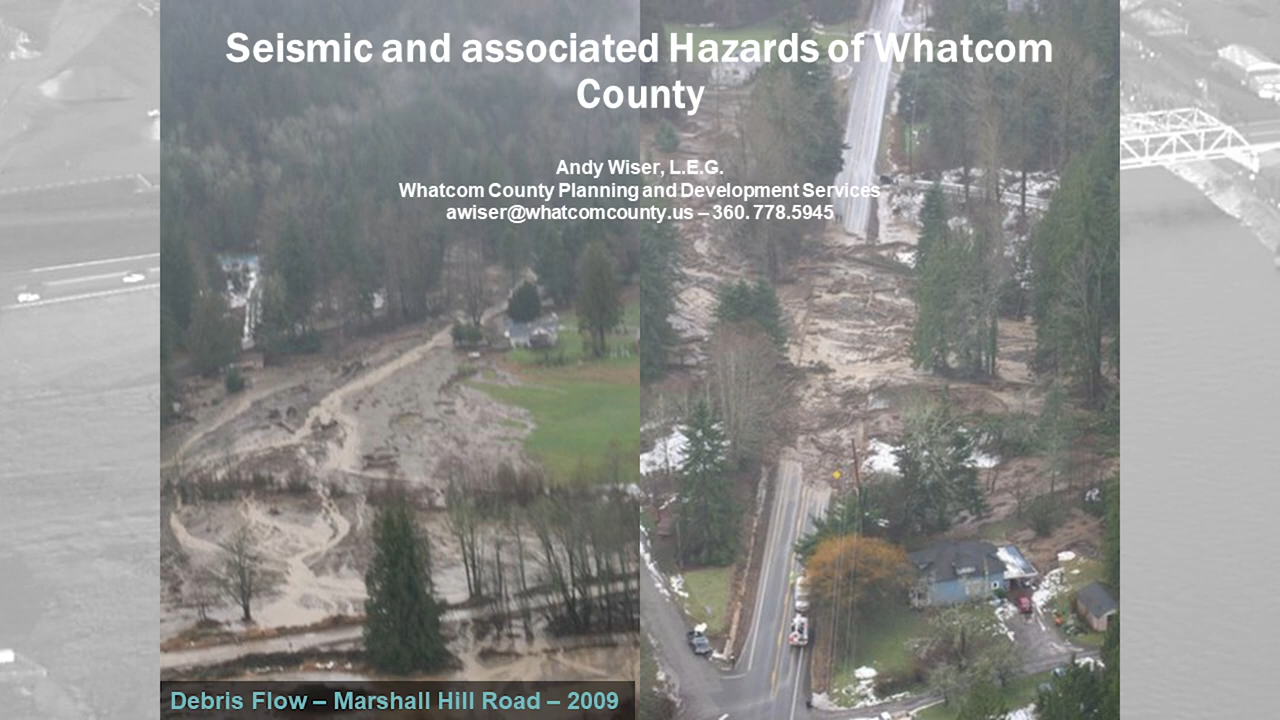 Seismic and associated Hazards of Whatcom
County
Andy Wiser, L.E.G.
Whatcom County Planning and Development Services
awiser@whatcomcounty.us – 360. 778.5945
Debris Flow – Marshall Hill Road – 2009